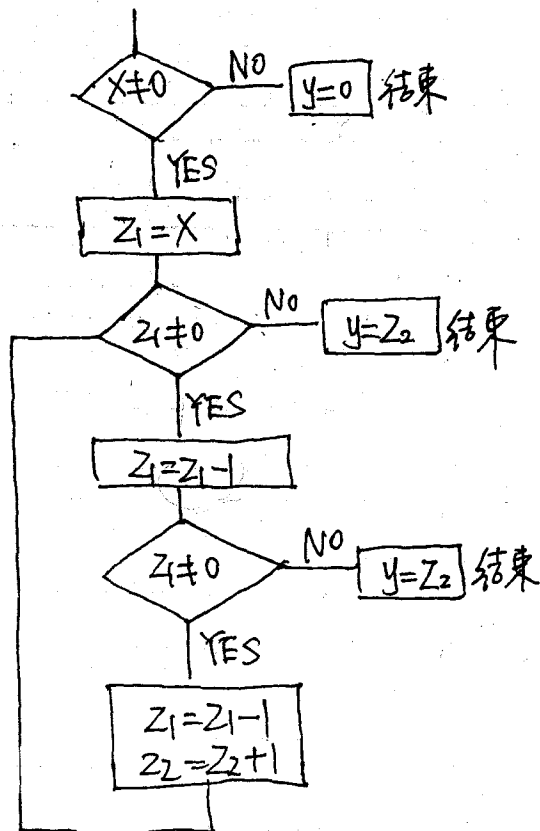 X≠0
NO
y=0 结束
YES
Z₁=X
Z₁≠0
NO
y=Z₂ 结束
YES
Z₁=Z₁-1
Z₁≠0
NO
y=Z₂ 结束
YES
Z₁=Z₁-1
Z₂=Z₂+1